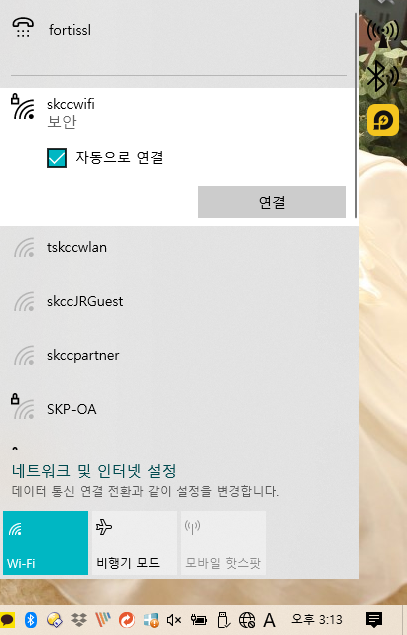 fortissl
skccwifi
보안
자동으로 연결
연결
tskccwlan
skccJRGuest
skccpartner
SKP-OA
네트워크 및 인터넷 설정
데이터 통신 연결 전환과 같이 설정을 변경합니다.
Wi-Fi
비행기 모드
모바일 핫스팟
A
오후 3:13